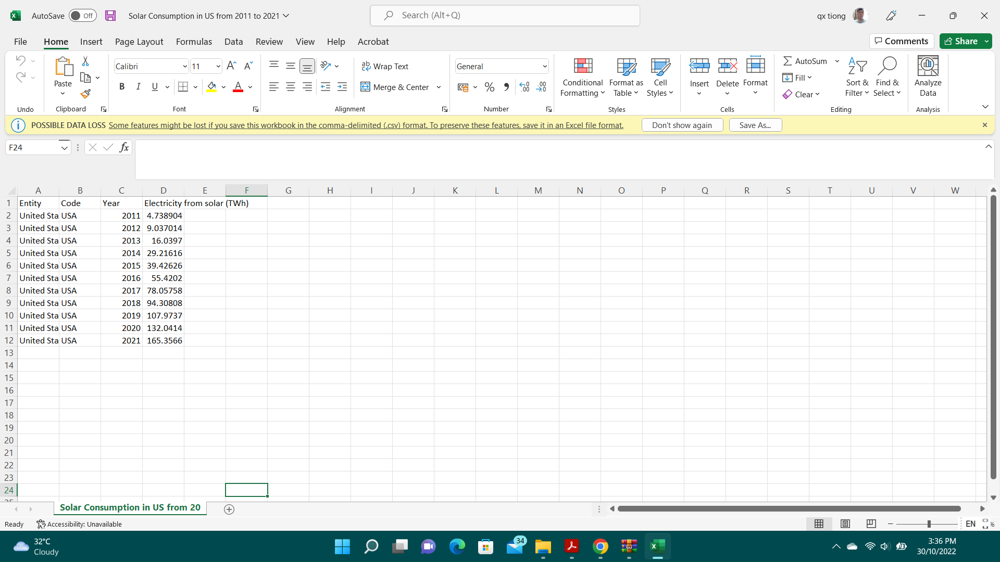 AutoSave Off Solar Consumption in US from 2011 to 2021 Search (Alt+Q) qx tiong
File Home Insert Page Layout Formulas Data Review View Help Acrobat Comments Share
Calibri 11 Wrap Text General AutoSum
Paste B I U Merge & Center Conditional Formatting Format as Table Cell Styles Insert Delete Format Fill Clear Sort & Filter Find & Select Analyze Data
Undo Clipboard Font Alignment Number Styles Cells Editing Analysis
POSSIBLE DATA LOSS Some features might be lost if you save this workbook in the comma-delimited (.csv) format. To preserve these features, save it in an Excel file format. Don't show again Save As...
F24 fx
A B C D E F G H I J K L M N O P Q R S T U V W
1 Entity Code Year Electricity from solar (TWh)
2 United Sta USA 2011 4.738904
3 United Sta USA 2012 9.037014
4 United Sta USA 2013 16.0397
5 United Sta USA 2014 29.21616
6 United Sta USA 2015 39.42626
7 United Sta USA 2016 55.4202
8 United Sta USA 2017 78.05758
9 United Sta USA 2018 94.30808
10 United Sta USA 2019 107.9737
11 United Sta USA 2020 132.0414
12 United Sta USA 2021 165.3566
13
14
15
16
17
18
19
20
21
22
23
24
Solar Consumption in US from 20
Ready Accessibility: Unavailable EN %
32°C 34 3:36 PM
Cloudy 30/10/2022